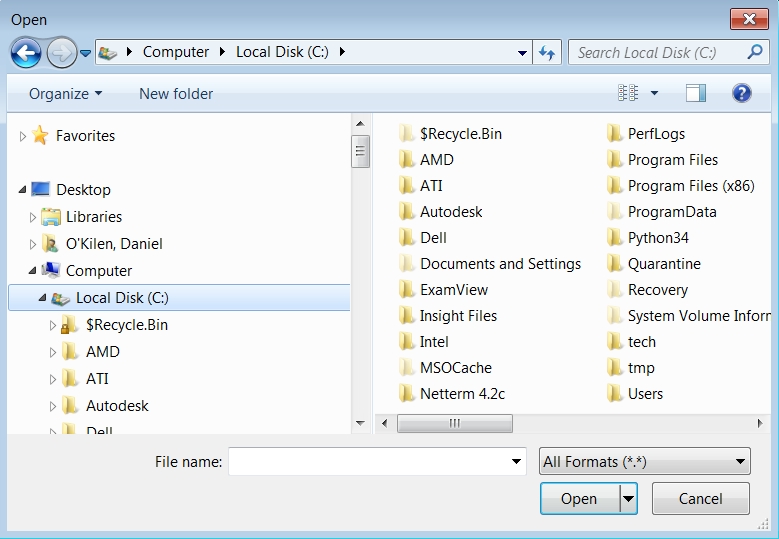 Open
Computer Local Disk (C:) Search Local Disk (C:)
Organize New folder
Favorites
Desktop
Libraries
O'Kilen, Daniel
Computer
Local Disk (C:)
$Recycle.Bin
AMD
ATI
Autodesk
Dell
$Recycle.Bin
AMD
ATI
Autodesk
Dell
Documents and Settings
ExamView
Insight Files
Intel
MSOCache
Netterm 4.2c
PerfLogs
Program Files
Program Files (x86)
ProgramData
Python34
Quarantine
Recovery
System Volume Inform
tech
tmp
Users
File name: All Formats (*.*)
Open Cancel